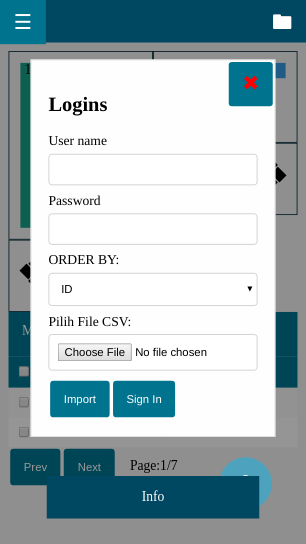 ☰
✖
Logins
User name
Password
ORDER BY:
ID
Pilih File CSV:
Choose File No file chosen
Import Sign In
M
Prev Next Page:1/7
Info